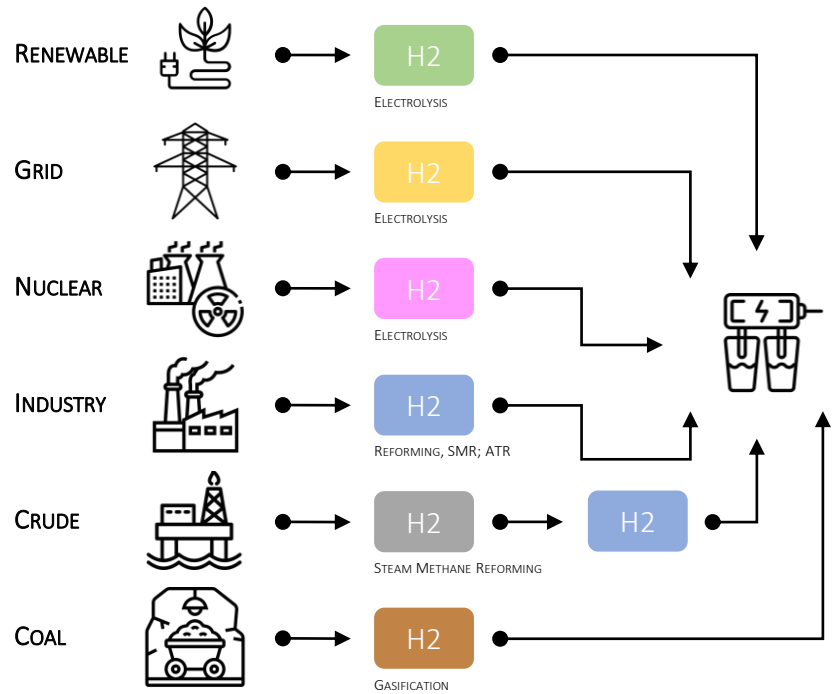 RENEWABLE
H2
ELECTROLYSIS
GRID
H2
ELECTROLYSIS
NUCLEAR
H2
ELECTROLYSIS
INDUSTRY
H2
REFORMING, SMR; ATR
CRUDE
H2
H2
STEAM METHANE REFORMING
COAL
H2
GASIFICATION